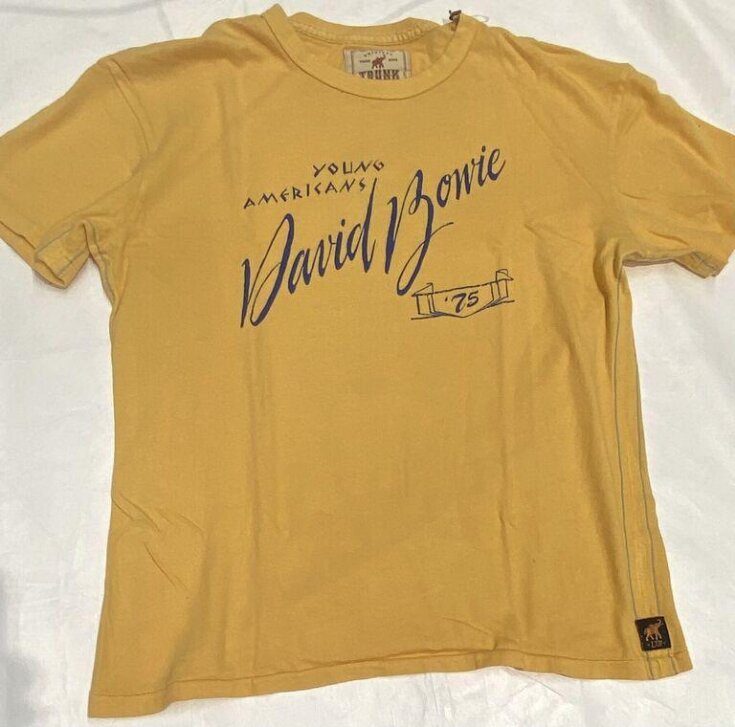 TRUNK
YOUNG
AMERICANS
David Bowie
'75